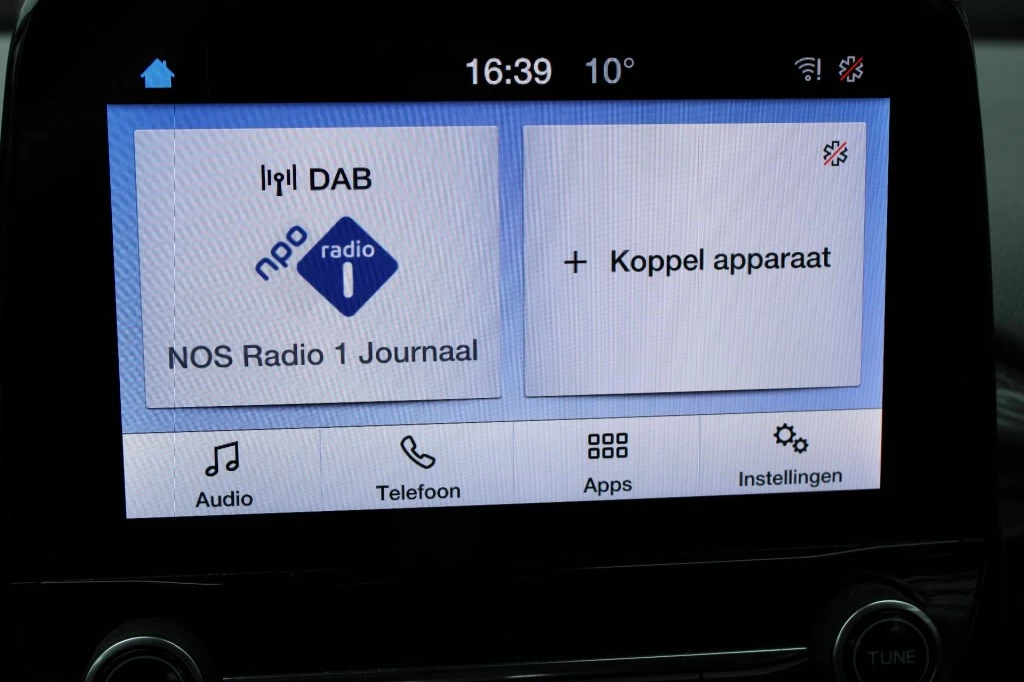 16:39 10°
DAB
npo radio 1
NOS Radio 1 Journaal
+ Koppel apparaat
Audio
Telefoon
Apps
Instellingen
TUNE